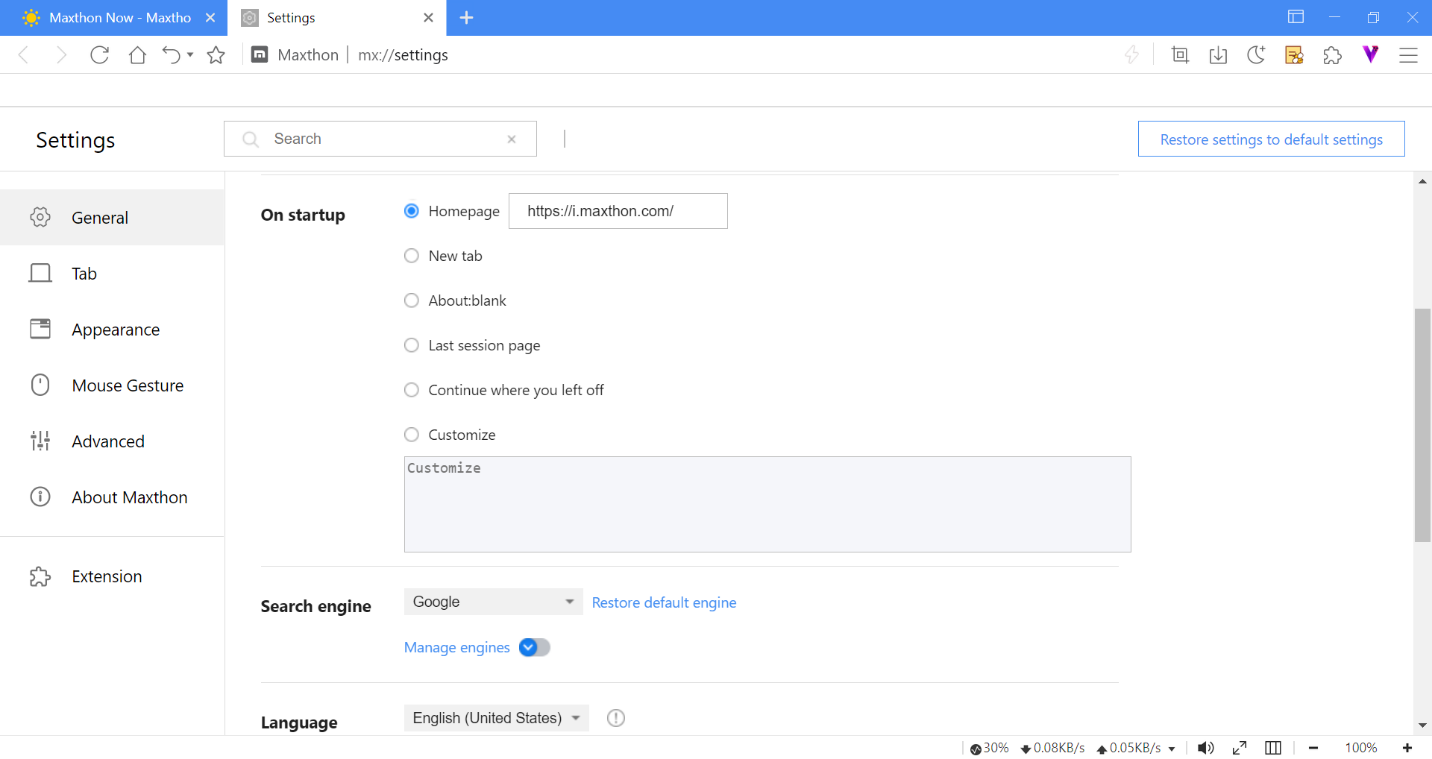 Maxthon Now - Maxtho
Settings
Maxthon | mx://settings
Settings
Search
Restore settings to default settings
General
Tab
Appearance
Mouse Gesture
Advanced
About Maxthon
Extension
On startup
Homepage
https://i.maxthon.com/
New tab
About:blank
Last session page
Continue where you left off
Customize
Customize
Search engine
Google
Restore default engine
Manage engines
Language
English (United States)
30% 0.08KB/s 0.05KB/s 100%